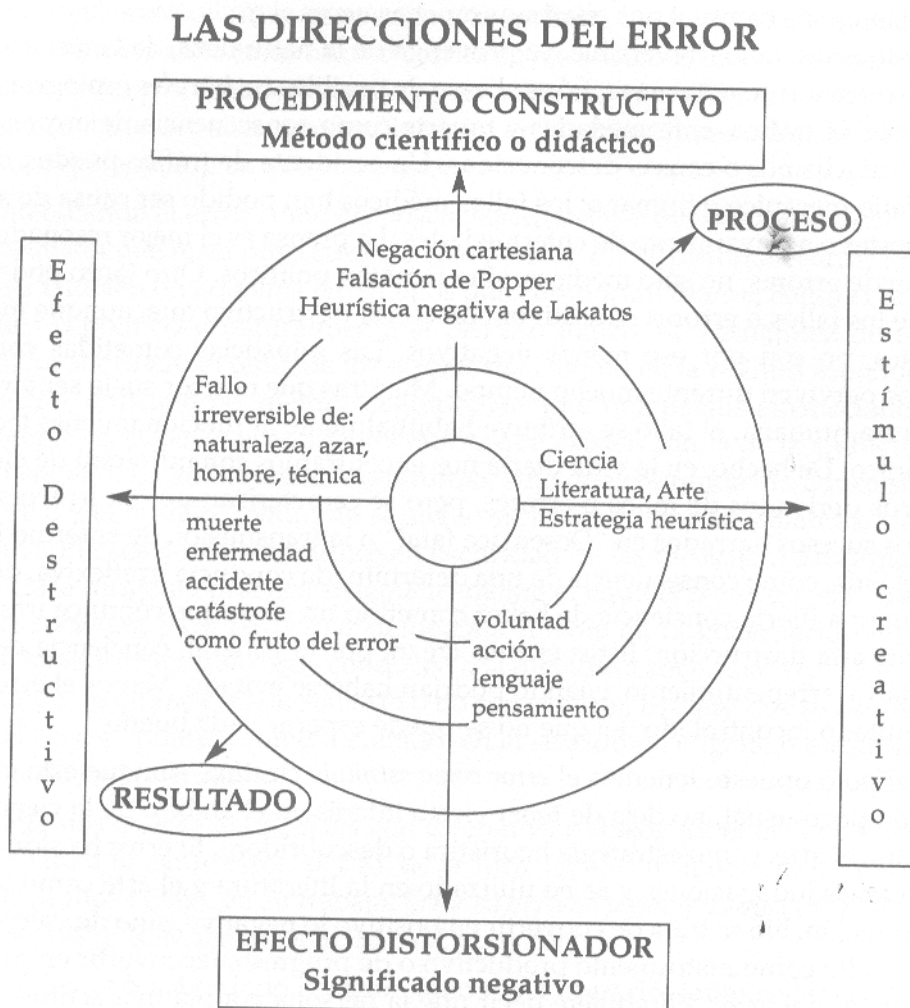 LAS DIRECCIONES DEL ERROR
PROCEDIMIENTO CONSTRUCTIVO
Método científico o didáctico
PROCESO
Efecto Destructivo
Estímulo creativo
Negación cartesiana
Falsación de Popper
Heurística negativa de Lakatos
Fallo
irreversible de:
naturaleza, azar,
hombre, técnica
Ciencia
Literatura, Arte
Estrategia heurística
muerte
enfermedad
accidente
catástrofe
como fruto del error
voluntad
acción
lenguaje
pensamiento
RESULTADO
EFECTO DISTORSIONADOR
Significado negativo